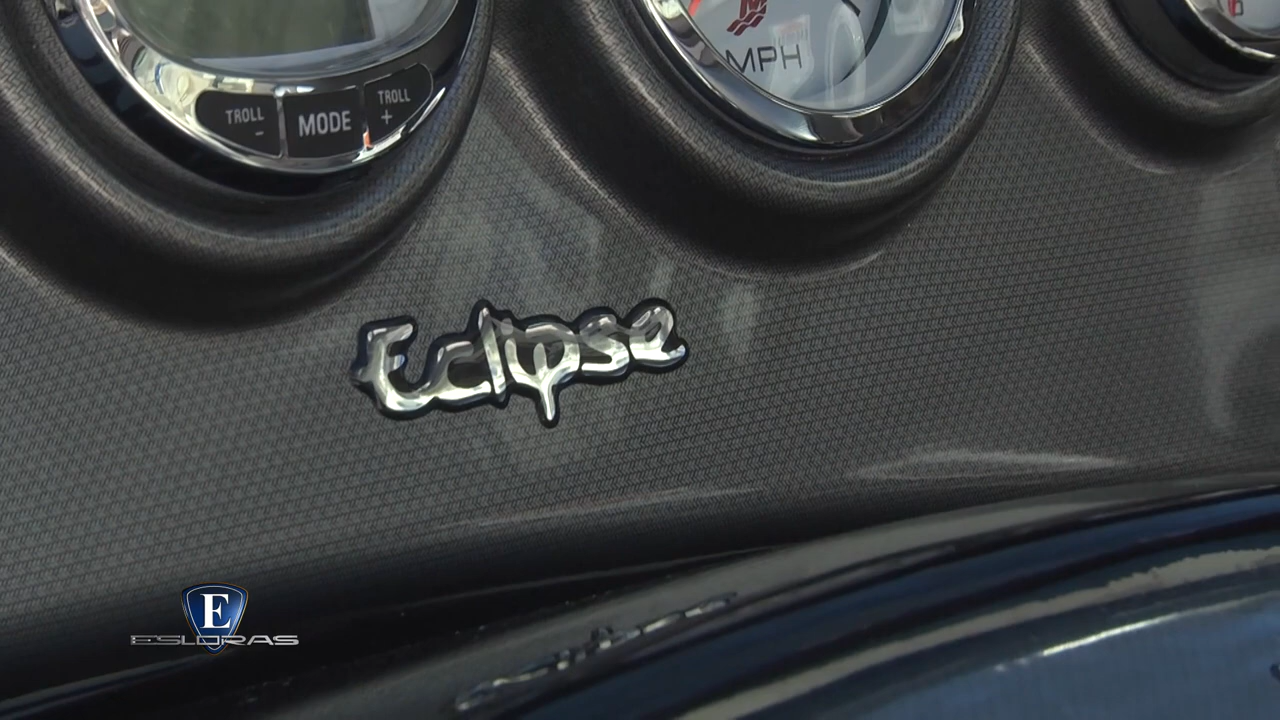 TROLL
-
MODE
TROLL
+
MPH
Eclipse
E
ESLORAS